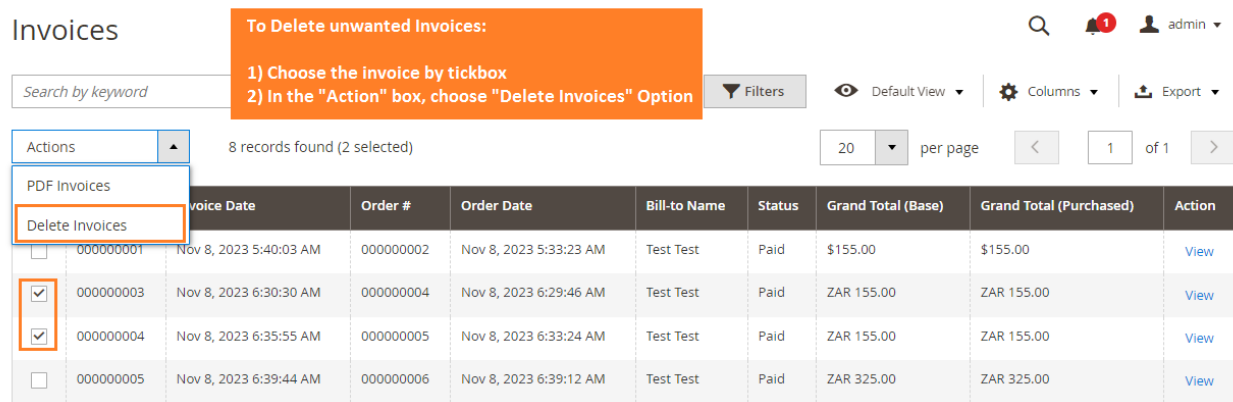 Invoices
To Delete unwanted Invoices:
1) Choose the invoice by tickbox
2) In the "Action" box, choose "Delete Invoices" Option
1
admin
Search by keyword
Filters
Default View
Columns
Export
Actions
8 records found (2 selected)
20 per page
1 of 1
PDF Invoices
Delete Invoices
Invoice Date Order # Order Date Bill-to Name Status Grand Total (Base) Grand Total (Purchased) Action
000000001 Nov 8, 2023 5:40:03 AM 000000002 Nov 8, 2023 5:33:23 AM Test Test Paid $155.00 $155.00 View
000000003 Nov 8, 2023 6:30:30 AM 000000004 Nov 8, 2023 6:29:46 AM Test Test Paid ZAR 155.00 ZAR 155.00 View
000000004 Nov 8, 2023 6:35:55 AM 000000005 Nov 8, 2023 6:33:24 AM Test Test Paid ZAR 155.00 ZAR 155.00 View
000000005 Nov 8, 2023 6:39:44 AM 000000006 Nov 8, 2023 6:39:12 AM Test Test Paid ZAR 325.00 ZAR 325.00 View